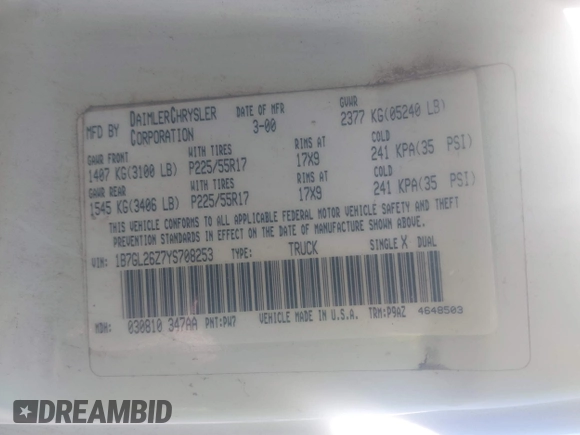 MFD BY DAIMLERCHRYSLER CORPORATION DATE OF MFR 3-00 GVWR 2377 KG(05240 LB)
GAWR FRONT WITH TIRES RIMS AT COLD
1407 KG(3100 LB) P225/55R17 17X9 241 KPA(35 PSI)
GAWR REAR WITH TIRES RIMS AT COLD
1545 KG(3406 LB) P225/55R17 17X9 241 KPA(35 PSI)
THIS VEHICLE CONFORMS TO ALL APPLICABLE FEDERAL MOTOR VEHICLE SAFETY AND THEFT
PREVENTION STANDARDS IN EFFECT ON THE DATE OF MANUFACTURE SHOWN ABOVE.
VIN: 1B7GL26Z7YS708253 TYPE: TRUCK SINGLE X DUAL
MDH: 030810 347AA PNT:PW7 VEHICLE MADE IN U.S.A. TRM:P9AZ 4648503
DREAMBID